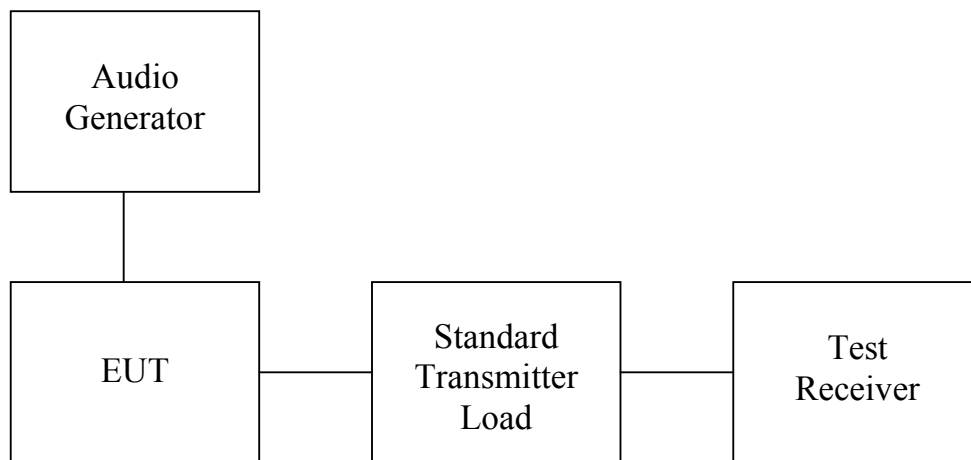 Audio
Generator
EUT
Standard
Transmitter
Load
Test
Receiver